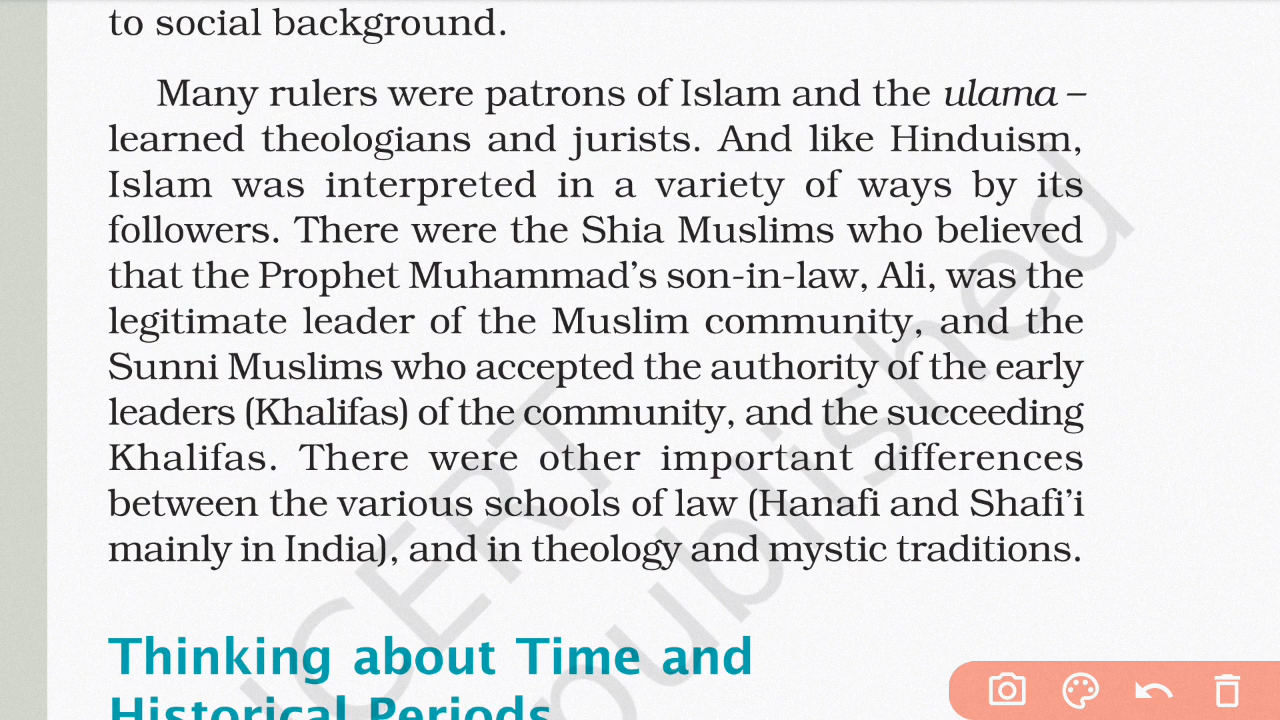 to social background.
Many rulers were patrons of Islam and the ulama –
learned theologians and jurists. And like Hinduism,
Islam was interpreted in a variety of ways by its
followers. There were the Shia Muslims who believed
that the Prophet Muhammad’s son-in-law, Ali, was the
legitimate leader of the Muslim community, and the
Sunni Muslims who accepted the authority of the early
leaders (Khalifas) of the community, and the succeeding
Khalifas. There were other important differences
between the various schools of law (Hanafi and Shafi’i
mainly in India), and in theology and mystic traditions.
Thinking about Time and
Historical Periods
CERT
published